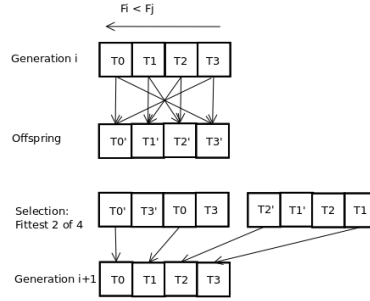 Fi < Fj
Generation i
T0 T1 T2 T3
Offspring
T0' T1' T2' T3'
Selection:
Fittest 2 of 4
T0' T3' T0 T3
T2' T1' T2 T1
Generation i+1
T0 T1 T2 T3